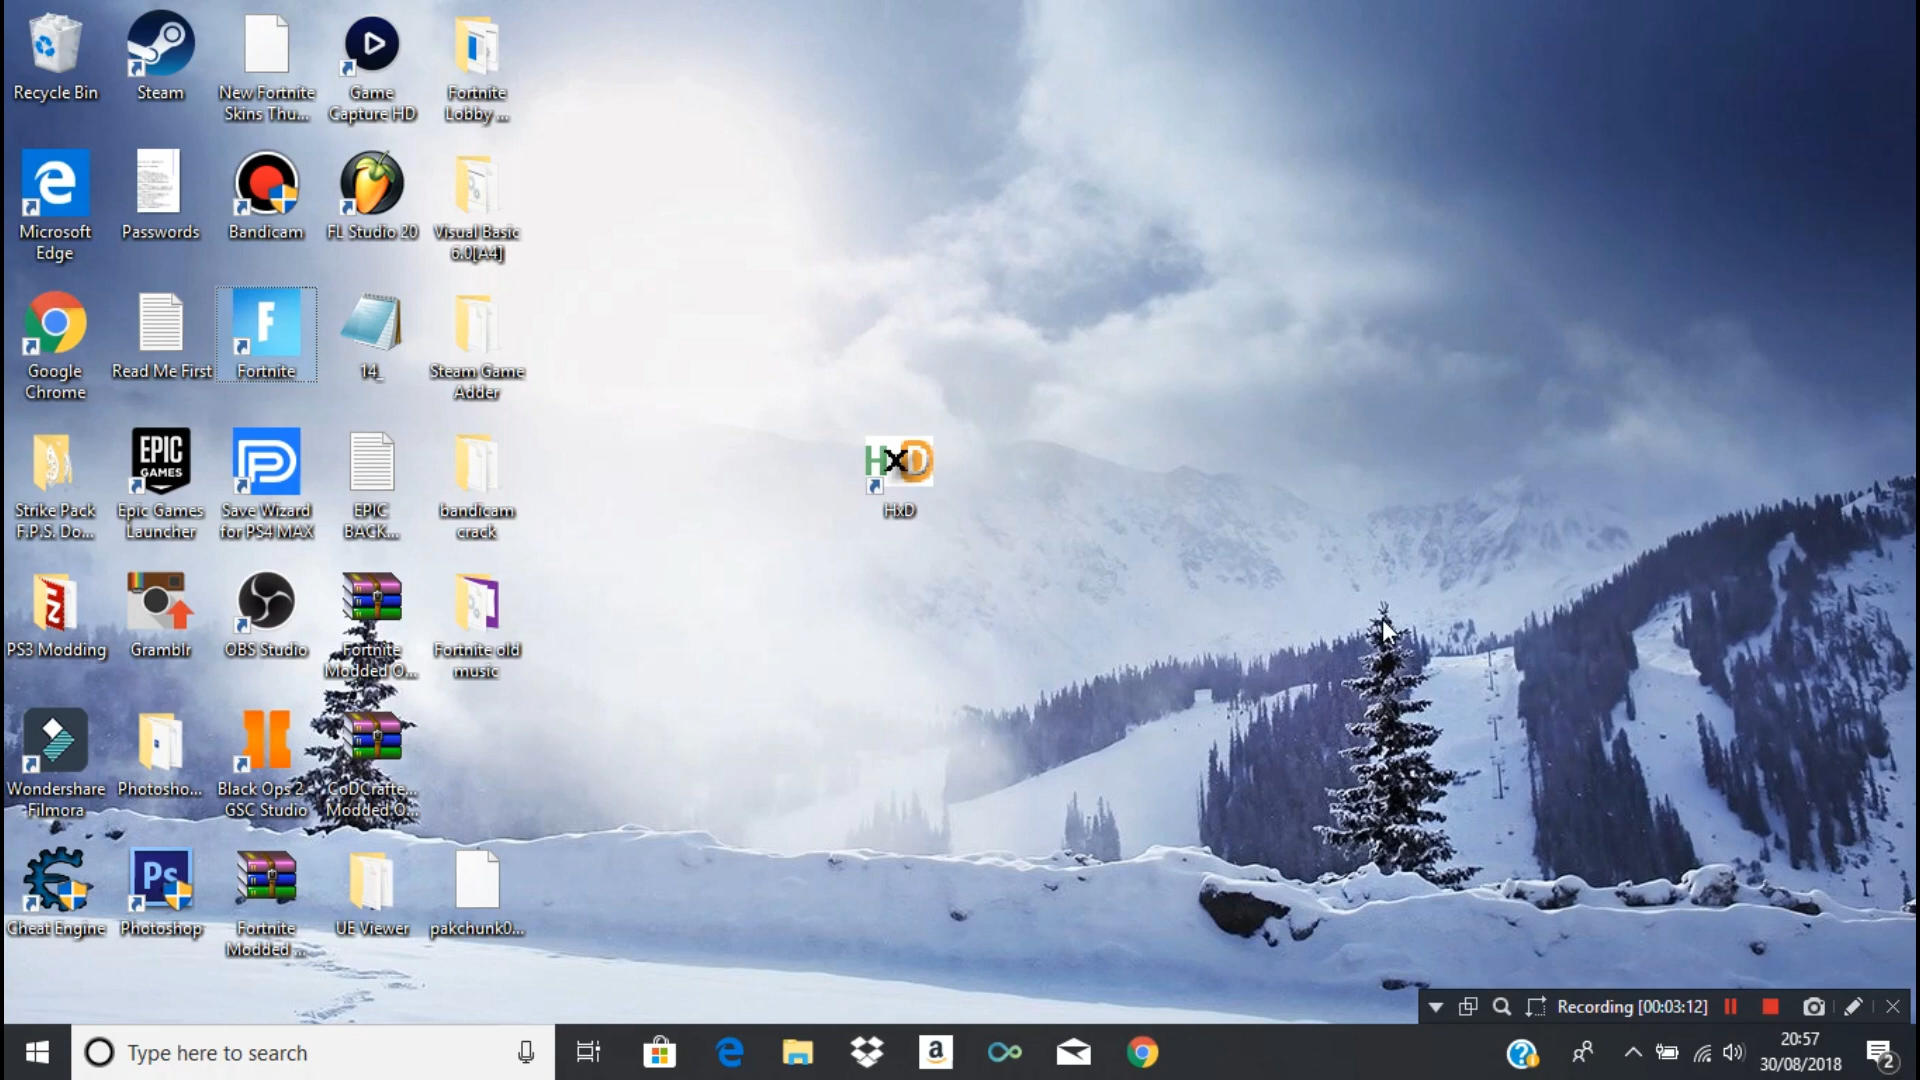 Recycle Bin
Steam
New Fortnite
Skins Thu...
Game
Capture HD
Fortnite
Lobby ...
Microsoft
Edge
Passwords
Bandicam
FL Studio 20
Visual Basic
6.0[A4]
Google
Chrome
Read Me First
F
Fortnite
14_
Steam Game
Adder
Strike Pack
F.P.S. Do...
EPIC
GAMES
Epic Games
Launcher
Save Wizard
for PS4 MAX
EPIC
BACK...
bandicam
crack
HxD
HxD
PS3 Modding
Gramblr
OBS Studio
Fortnite
Modded O...
Fortnite old
music
Wondershare
Filmora
Photosho...
Black Ops 2 -
GSC Studio
CoDCrafte...
Modded O...
Cheat Engine
Ps
Photoshop
Fortnite
Modded ...
UE Viewer
pakchunk0...
Recording [00:03:12]
Type here to search
a
20:57
30/08/2018
2